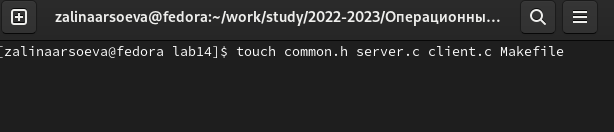 zalinaarsoeva@fedora:~/work/study/2022-2023/Операционны...
[zalinaarsoeva@fedora lab14]$ touch common.h server.c client.c Makefile